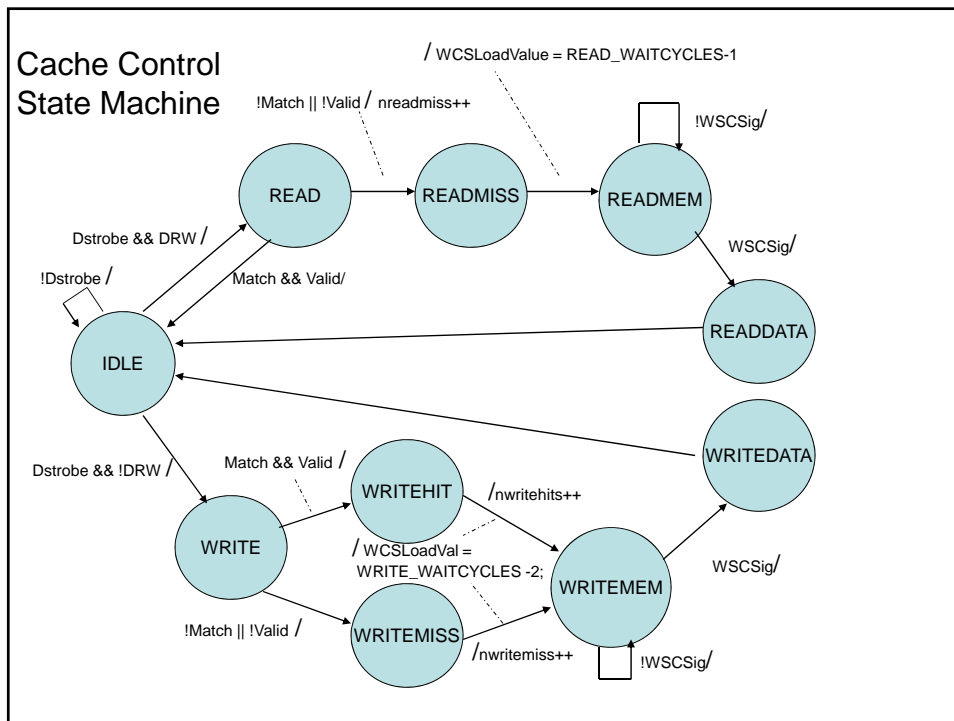 Cache Control
State Machine
/ WCSLoadValue = READ_WAITCYCLES-1
!Match || !Valid / nreadmiss++
!WSCSig/
READ
READMISS
READMEM
Dstrobe && DRW /
WSCSig/
!Dstrobe /
Match && Valid/
READDATA
IDLE
WRITEDATA
Dstrobe && !DRW /
Match && Valid /
WRITEHIT
/nwritehits++
WRITE
/ WCSLoadVal =
WRITE_WAITCYCLES -2;
WRITEMEM
WSCSig/
!Match || !Valid /
WRITEMISS
/nwritemiss++
!WSCSig/